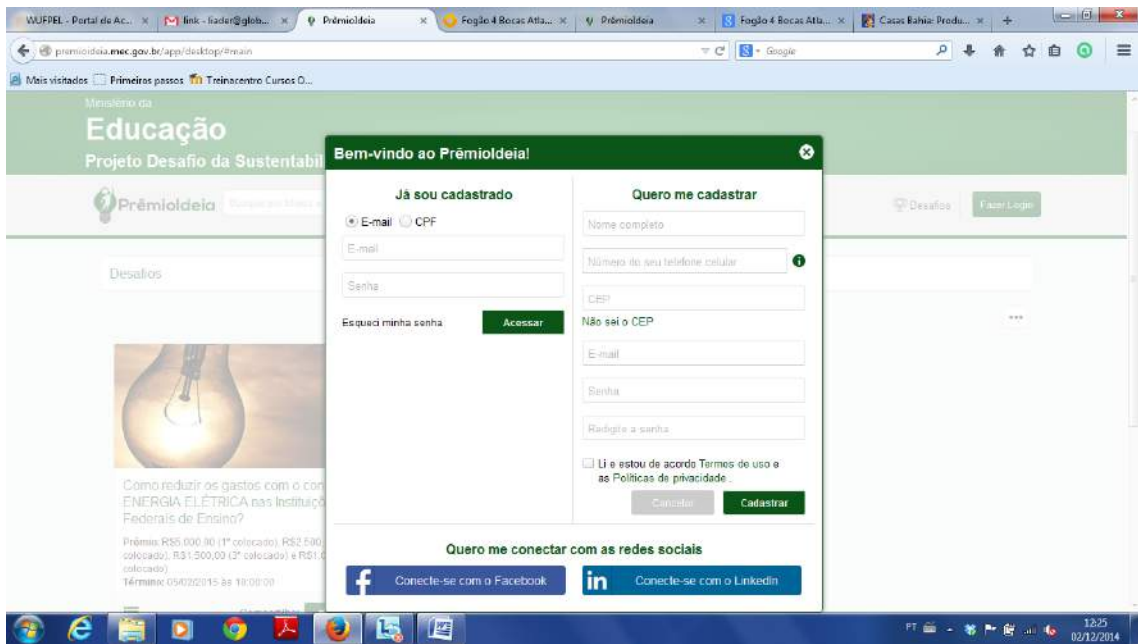 WUFPEL - Portal de Ac...
link - liader@glob...
Prêmioldeia
Fogão 4 Bocas Atla...
Prêmioldeia
Fogão 4 Bocas Atla...
Casas Bahia: Produ...
premioideia.mec.gov.br/app/desktop/#main
Google
Mais visitados
Primeiros passos
Treinacentro Cursos O...
Ministério da
Educação
Projeto Desafio da Sustentabil
PrêmioIdeia
Desafios
Fazer Login
Desafios
Bem-vindo ao PrêmioIdeia!
Já sou cadastrado
E-mail CPF
E-mail
Senha
Esqueci minha senha
Acessar
Quero me cadastrar
Nome completo
Número do seu telefone celular
CEP
Não sei o CEP
E-mail
Senha
Redigite a senha
Li e estou de acordo Termos de uso e
as Políticas de privacidade .
Cancelar
Cadastrar
Quero me conectar com as redes sociais
Conecte-se com o Facebook
in Conecte-se com o LinkedIn
Como reduzir os gastos com o con
ENERGIA ELÉTRICA nas Instituiçõ
Federais de Ensino?
Prêmio: R$5.000,00 (1º colocado), R$2.500,
colocado), R$1.500,00 (3º colocado) e R$1.0
colocado)
Término: 05/02/2015 às 18:00:00
PT
12:25
02/12/2014